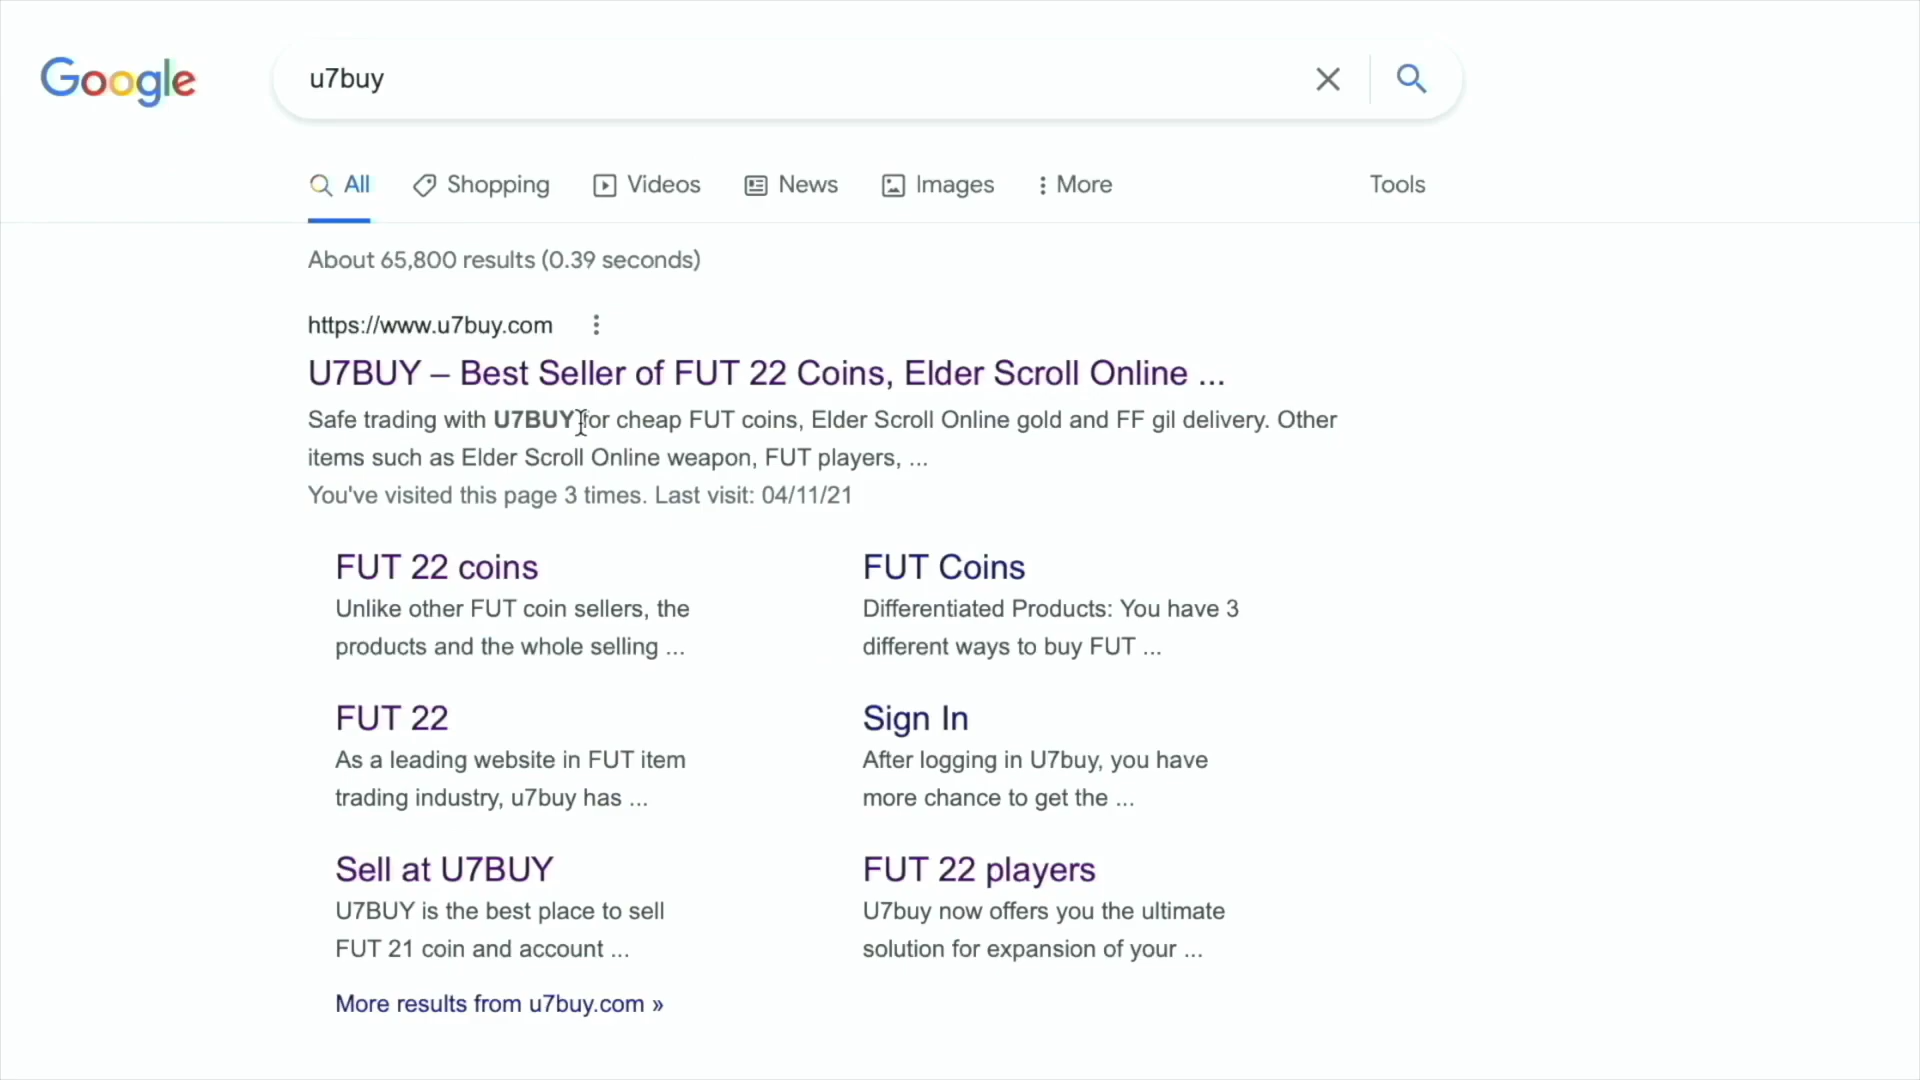 Google
u7buy
All Shopping Videos News Images More Tools
About 65,800 results (0.39 seconds)
https://www.u7buy.com
U7BUY – Best Seller of FUT 22 Coins, Elder Scroll Online ...
Safe trading with U7BUY for cheap FUT coins, Elder Scroll Online gold and FF gil delivery. Other
items such as Elder Scroll Online weapon, FUT players, ...
You've visited this page 3 times. Last visit: 04/11/21
FUT 22 coins
Unlike other FUT coin sellers, the
products and the whole selling ...
FUT Coins
Differentiated Products: You have 3
different ways to buy FUT ...
FUT 22
As a leading website in FUT item
trading industry, u7buy has ...
Sign In
After logging in U7buy, you have
more chance to get the ...
Sell at U7BUY
U7BUY is the best place to sell
FUT 21 coin and account ...
FUT 22 players
U7buy now offers you the ultimate
solution for expansion of your ...
More results from u7buy.com »